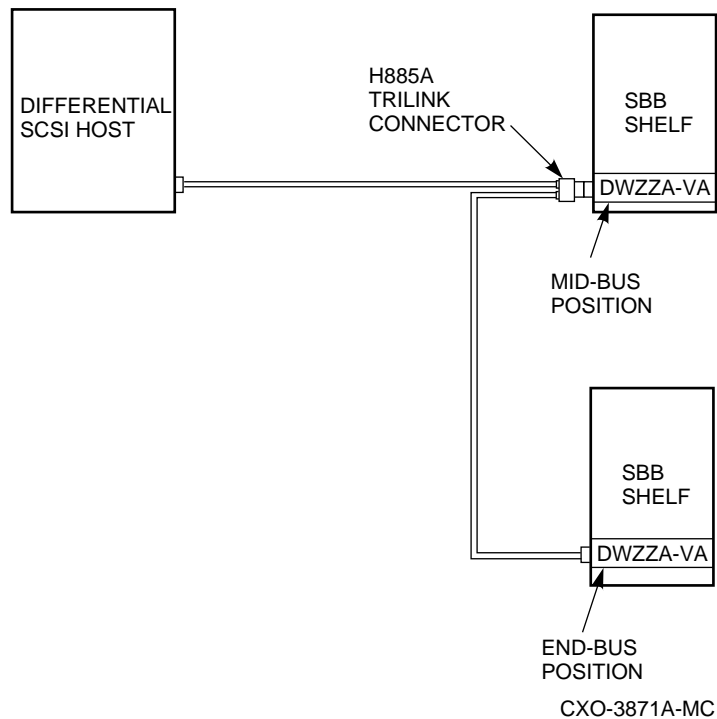 DIFFERENTIAL
SCSI HOST
H885A
TRILINK
CONNECTOR
SBB
SHELF
DWZZA-VA
MID-BUS
POSITION
SBB
SHELF
DWZZA-VA
END-BUS
POSITION
CXO-3871A-MC